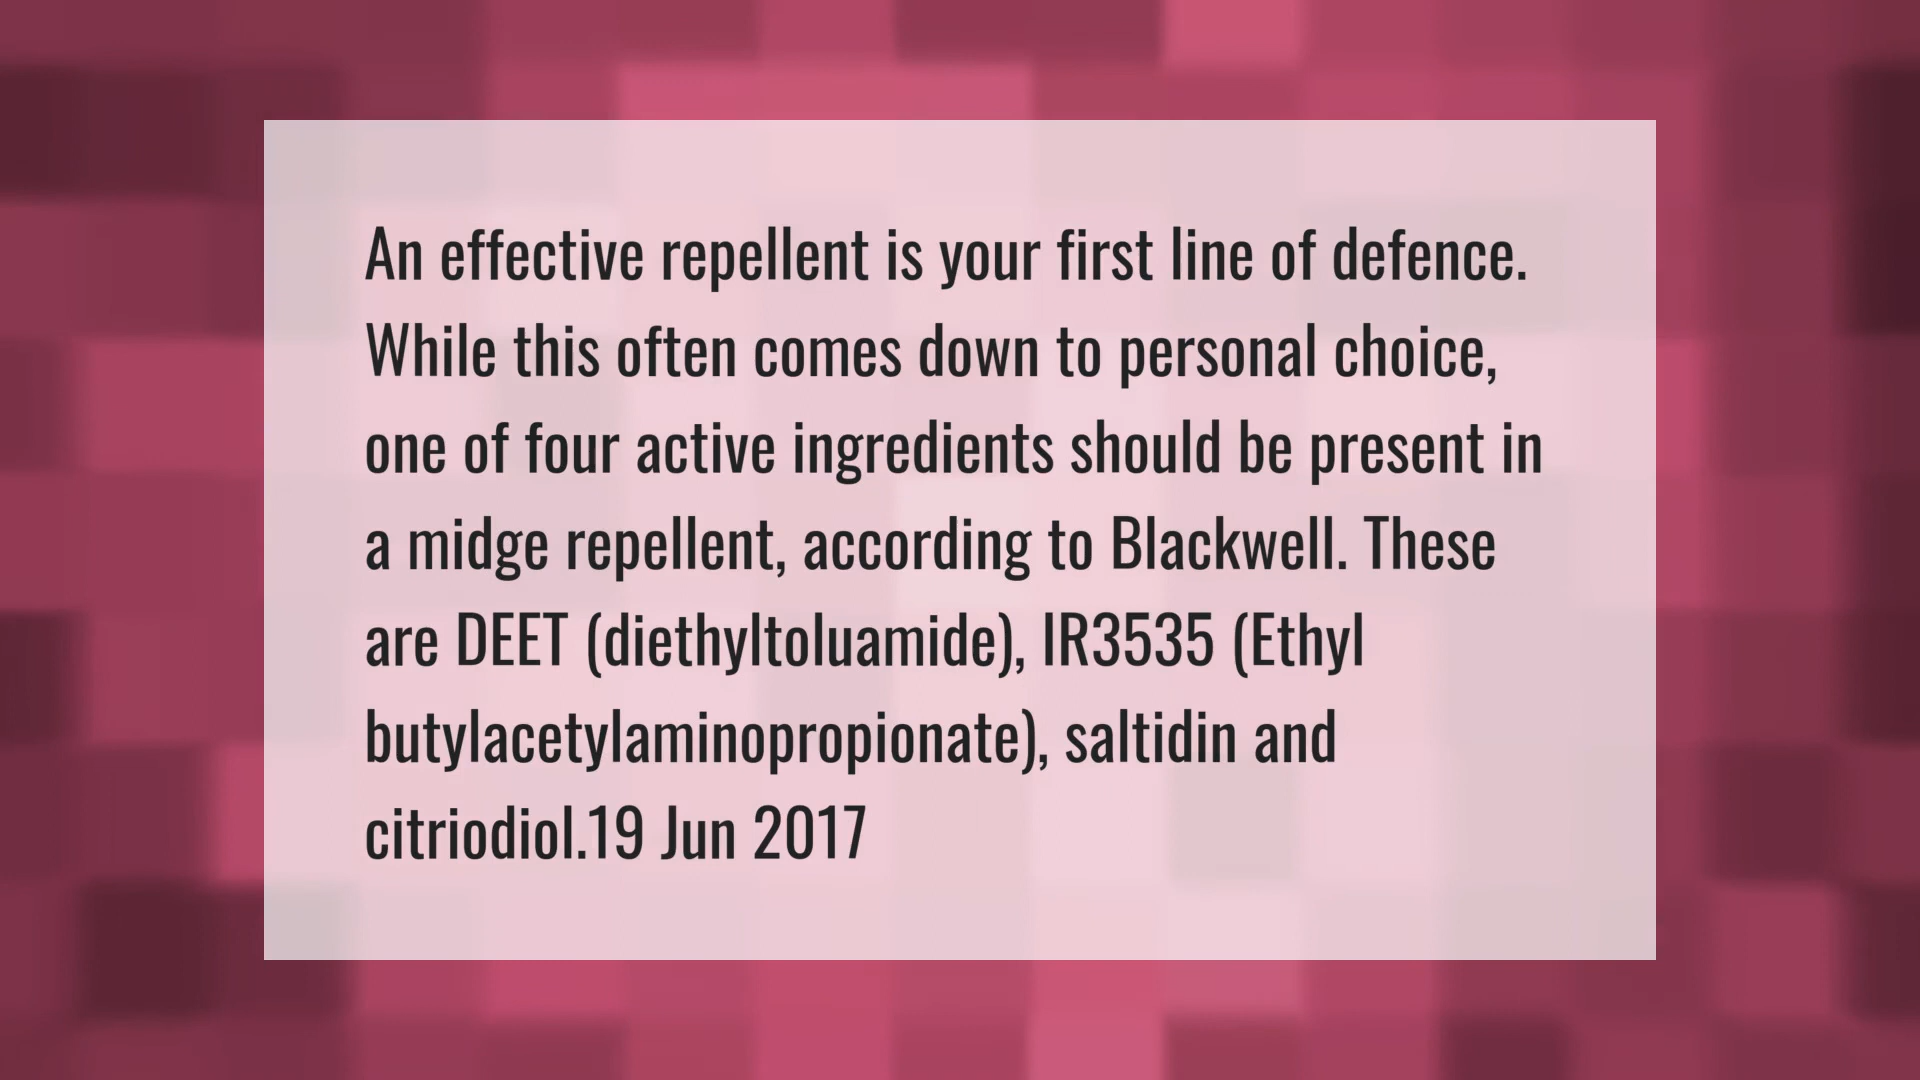 An effective repellent is your first line of defence.
While this often comes down to personal choice,
one of four active ingredients should be present in
a midge repellent, according to Blackwell. These
are DEET (diethyltoluamide), IR3535 (Ethyl
butylacetylaminopropionate), saltidin and
citriodiol.19 Jun 2017